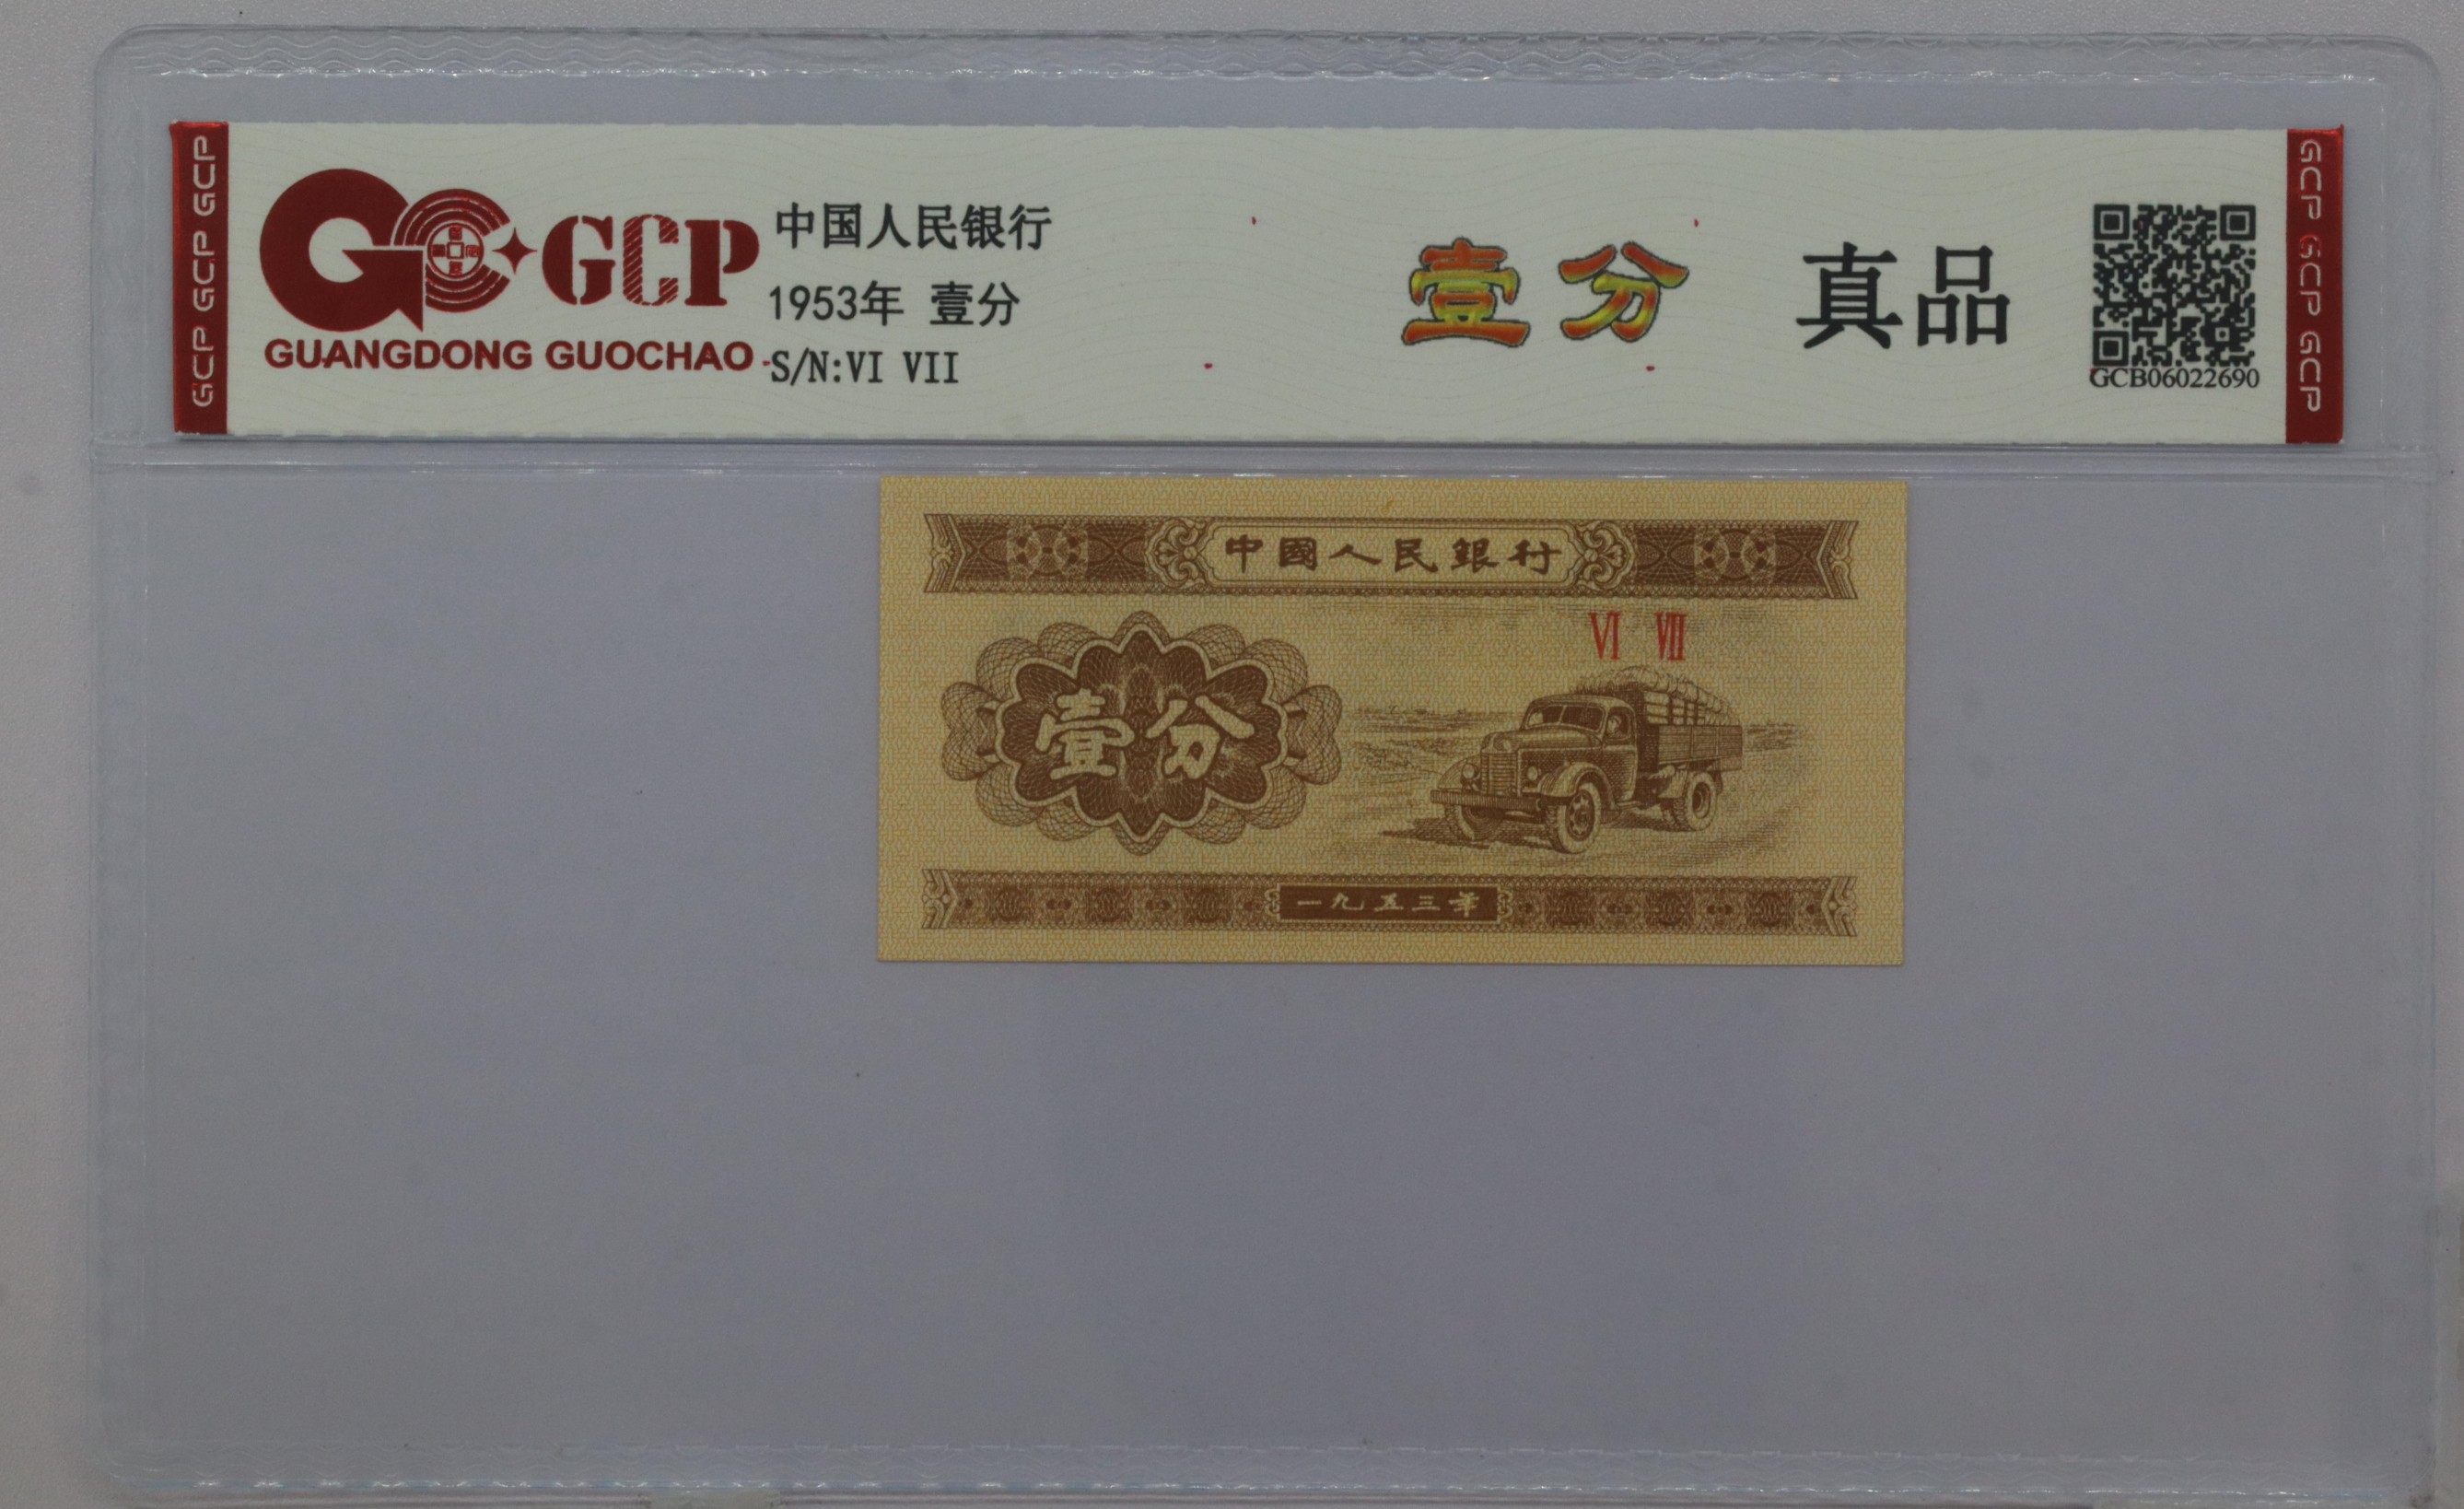 GCP GCP GCP
GCP
GUANGDONG GUOCHAO
中国人民银行
1953年 壹分
S/N:VI VII
壹分 真品
GCB06022690
GCP GCP GCP
中國人民銀行
VI VII
壹分
一九五三年